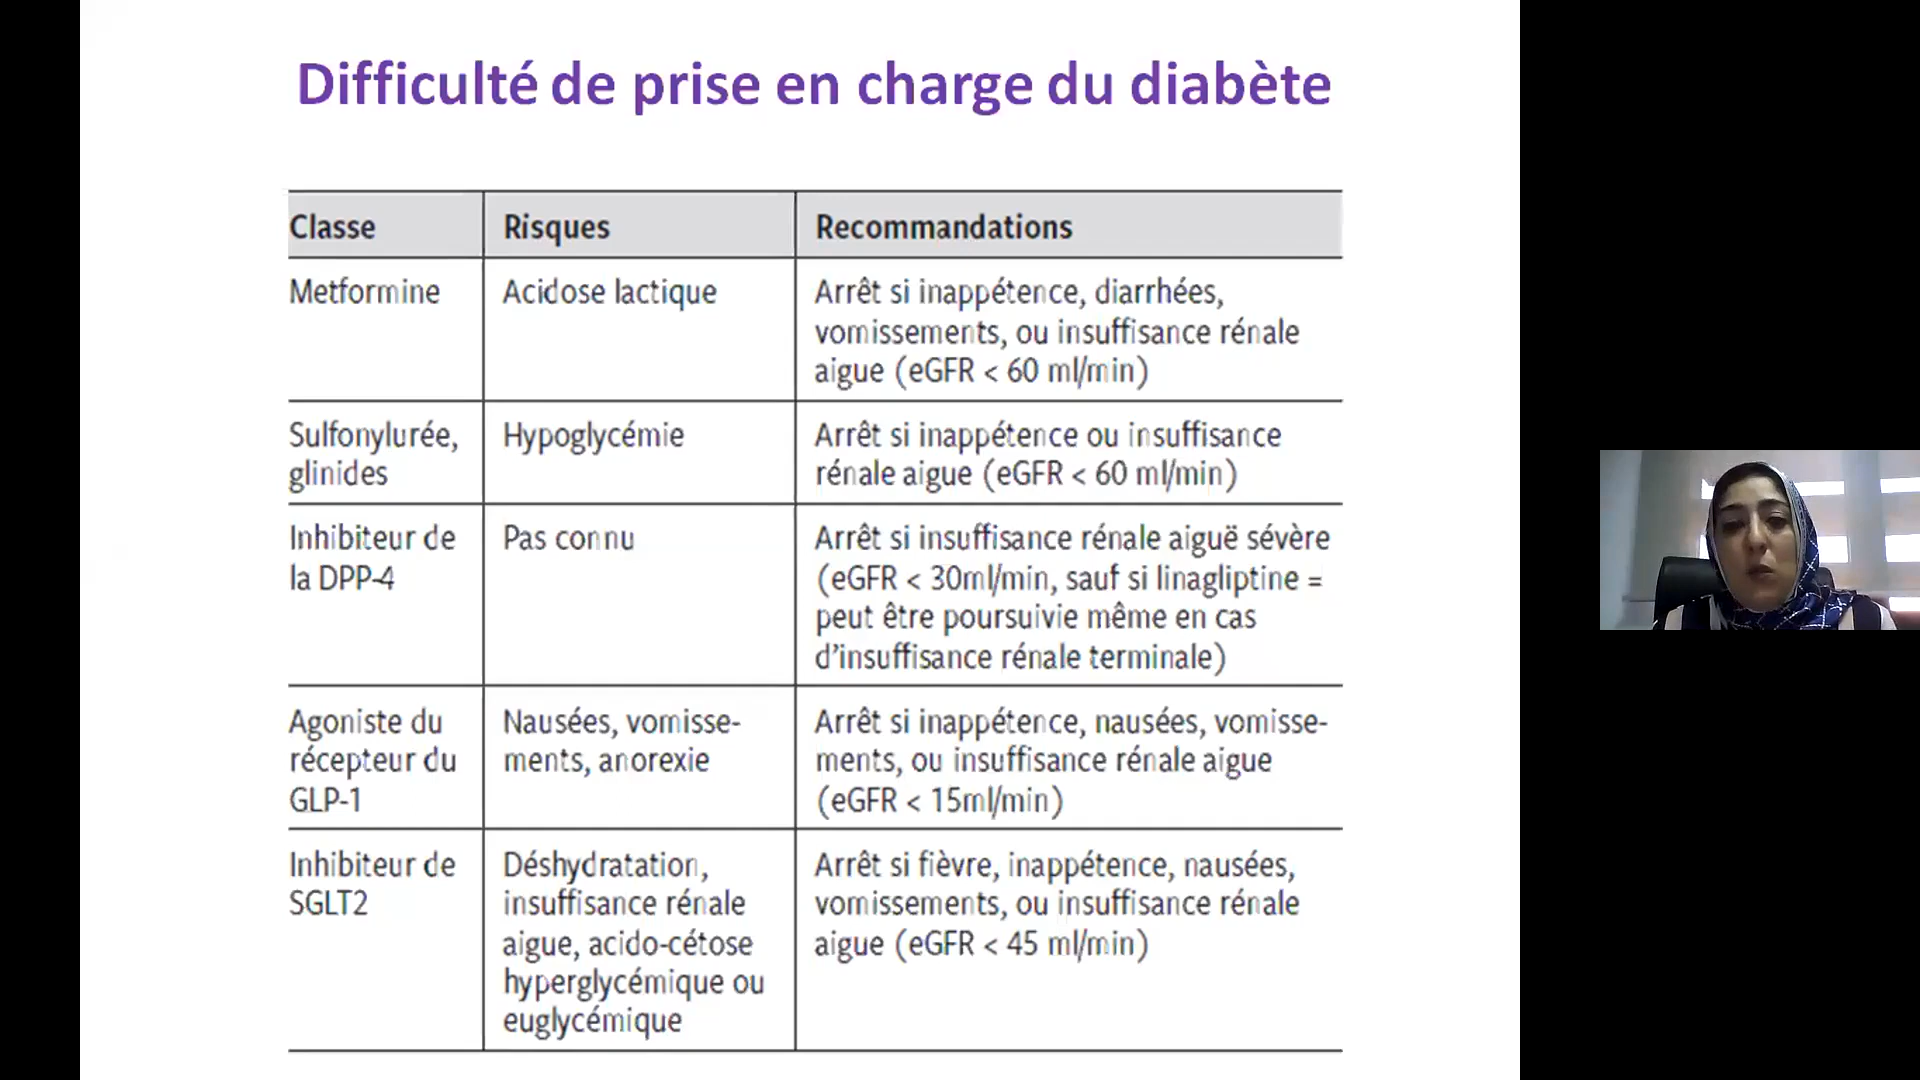 Difficulté de prise en charge du diabète
Classe
Risques
Recommandations
Metformine
Acidose lactique
Arrêt si inappétence, diarrhées,
vomissements, ou insuffisance rénale
aigue (eGFR < 60 ml/min)
Sulfonylurée,
glinides
Hypoglycémie
Arrêt si inappétence ou insuffisance
rénale aigue (eGFR < 60 ml/min)
Inhibiteur de
la DPP-4
Pas connu
Arrêt si insuffisance rénale aiguë sévère
(eGFR < 30ml/min, sauf si linagliptine =
peut être poursuivie même en cas
d’insuffisance rénale terminale)
Agoniste du
récepteur du
GLP-1
Nausées, vomisse-
ments, anorexie
Arrêt si inappétence, nausées, vomisse-
ments, ou insuffisance rénale aigue
(eGFR < 15ml/min)
Inhibiteur de
SGLT2
Déshydratation,
insuffisance rénale
aigue, acido-cétose
hyperglycémique ou
euglycémique
Arrêt si fièvre, inappétence, nausées,
vomissements, ou insuffisance rénale
aigue (eGFR < 45 ml/min)